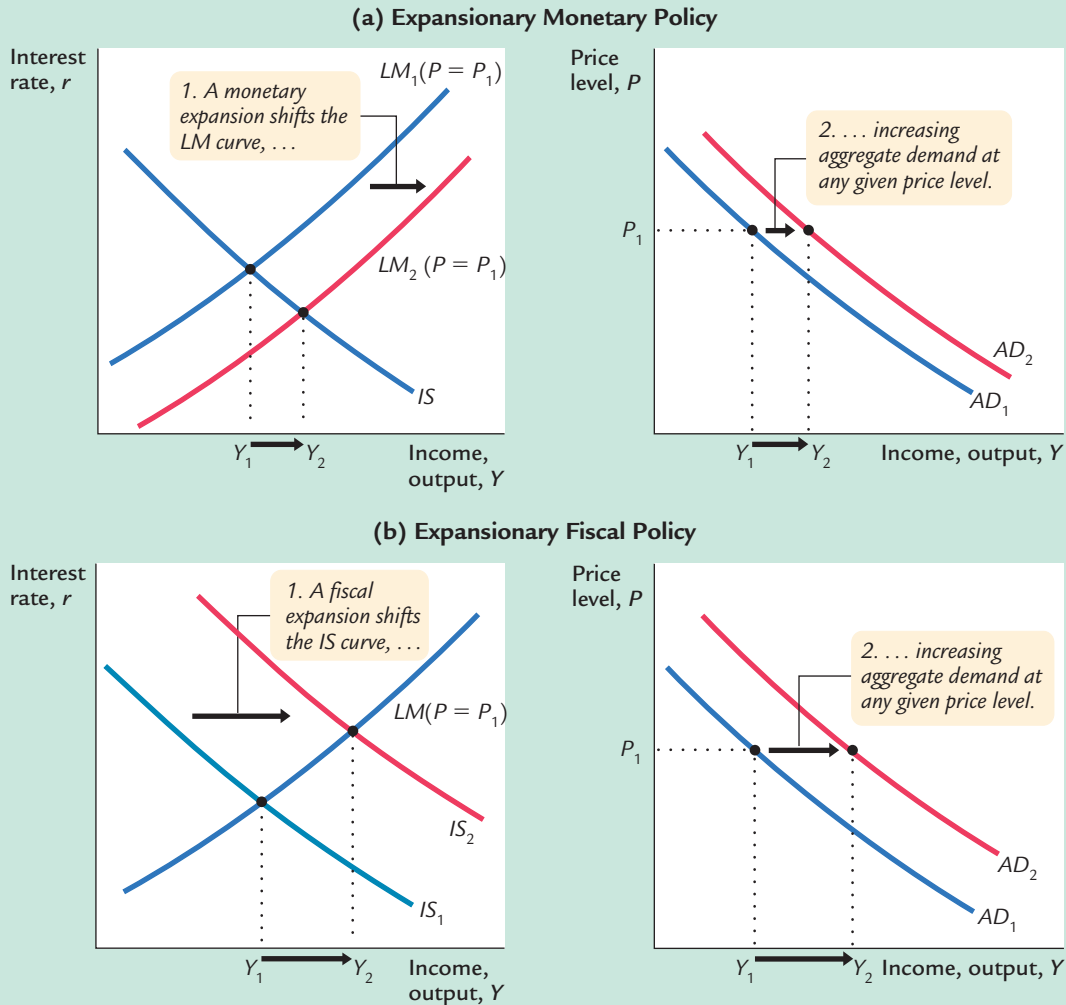 (a) Expansionary Monetary Policy
Interest
rate, r
LM₁(P = P₁)
1. A monetary
expansion shifts the
LM curve, . . .
LM₂ (P = P₁)
IS
Y₁
Y₂
Income,
output, Y
Price
level, P
2. . . . increasing
aggregate demand at
any given price level.
P₁
AD₂
AD₁
Y₁
Y₂
Income, output, Y
(b) Expansionary Fiscal Policy
Interest
rate, r
1. A fiscal
expansion shifts
the IS curve, . . .
LM(P = P₁)
IS₂
IS₁
Y₁
Y₂
Income,
output, Y
Price
level, P
2. . . . increasing
aggregate demand at
any given price level.
P₁
AD₂
AD₁
Y₁
Y₂
Income, output, Y